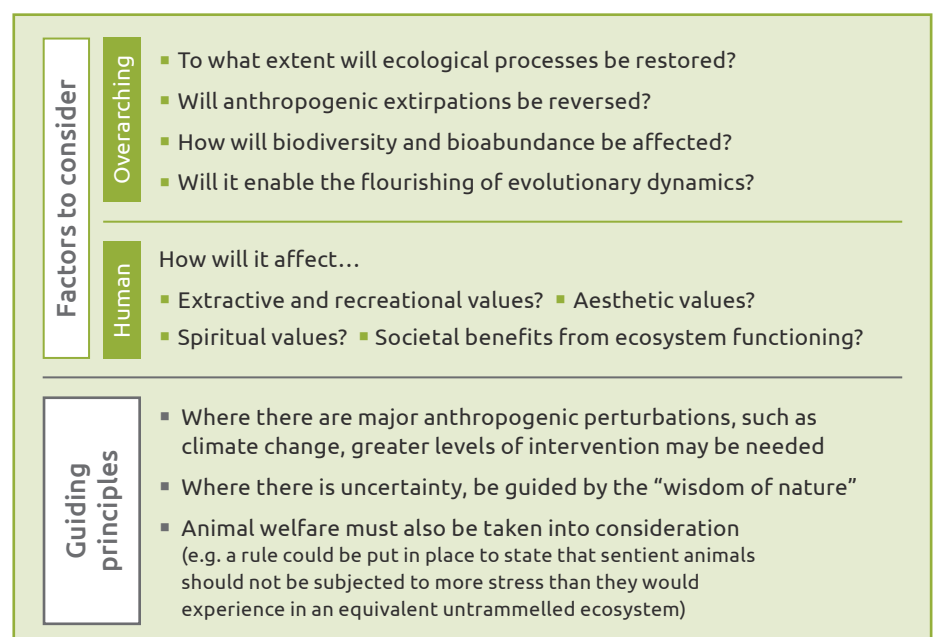 Factors to consider
Overarching
▪ To what extent will ecological processes be restored?
▪ Will anthropogenic extirpations be reversed?
▪ How will biodiversity and bioabundance be affected?
▪ Will it enable the flourishing of evolutionary dynamics?
Human
How will it affect…
▪ Extractive and recreational values? ▪ Aesthetic values?
▪ Spiritual values? ▪ Societal benefits from ecosystem functioning?
Guiding
principles
▪ Where there are major anthropogenic perturbations, such as
climate change, greater levels of intervention may be needed
▪ Where there is uncertainty, be guided by the “wisdom of nature”
▪ Animal welfare must also be taken into consideration
(e.g. a rule could be put in place to state that sentient animals
should not be subjected to more stress than they would
experience in an equivalent untrammelled ecosystem)